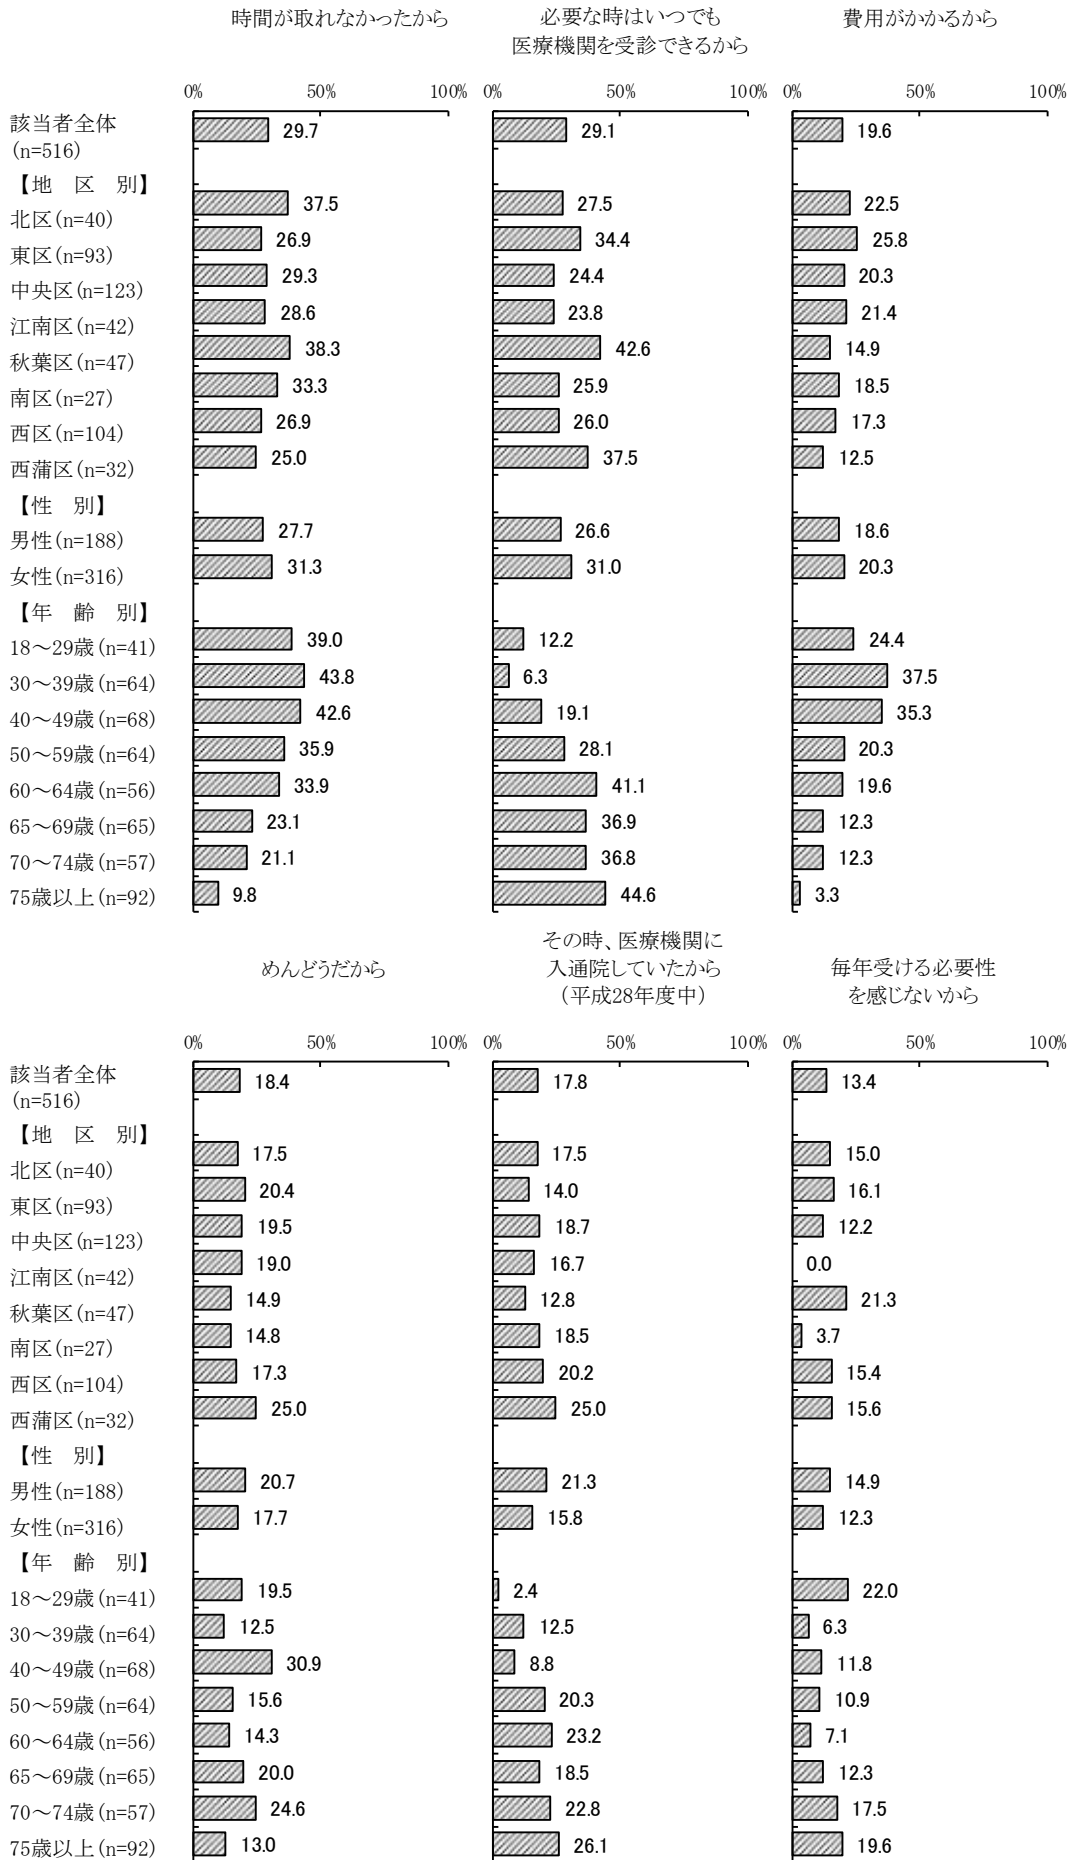 時間が取れなかったから
必要な時はいつでも
医療機関を受診できるから
費用がかかるから
0% 50% 100% 0% 50% 100% 0% 50% 100%
該当者全体
(n=516) 29.7 29.1 19.6
【地　区　別】
北区(n=40) 37.5 27.5 22.5
東区(n=93) 26.9 34.4 25.8
中央区(n=123) 29.3 24.4 20.3
江南区(n=42) 28.6 23.8 21.4
秋葉区(n=47) 38.3 42.6 14.9
南区(n=27) 33.3 25.9 18.5
西区(n=104) 26.9 26.0 17.3
西蒲区(n=32) 25.0 37.5 12.5
【性　別】
男性(n=188) 27.7 26.6 18.6
女性(n=316) 31.3 31.0 20.3
【年　齢　別】
18～29歳(n=41) 39.0 12.2 24.4
30～39歳(n=64) 43.8 6.3 37.5
40～49歳(n=68) 42.6 19.1 35.3
50～59歳(n=64) 35.9 28.1 20.3
60～64歳(n=56) 33.9 41.1 19.6
65～69歳(n=65) 23.1 36.9 12.3
70～74歳(n=57) 21.1 36.8 12.3
75歳以上(n=92) 9.8 44.6 3.3
めんどうだから
その時、医療機関に
入通院していたから
（平成28年度中）
毎年受ける必要性
を感じないから
0% 50% 100% 0% 50% 100% 0% 50% 100%
該当者全体
(n=516) 18.4 17.8 13.4
【地　区　別】
北区(n=40) 17.5 17.5 15.0
東区(n=93) 20.4 14.0 16.1
中央区(n=123) 19.5 18.7 12.2
江南区(n=42) 19.0 16.7 0.0
秋葉区(n=47) 14.9 12.8 21.3
南区(n=27) 14.8 18.5 3.7
西区(n=104) 17.3 20.2 15.4
西蒲区(n=32) 25.0 25.0 15.6
【性　別】
男性(n=188) 20.7 21.3 14.9
女性(n=316) 17.7 15.8 12.3
【年　齢　別】
18～29歳(n=41) 19.5 2.4 22.0
30～39歳(n=64) 12.5 12.5 6.3
40～49歳(n=68) 30.9 8.8 11.8
50～59歳(n=64) 15.6 20.3 10.9
60～64歳(n=56) 14.3 23.2 7.1
65～69歳(n=65) 20.0 18.5 12.3
70～74歳(n=57) 24.6 22.8 17.5
75歳以上(n=92) 13.0 26.1 19.6